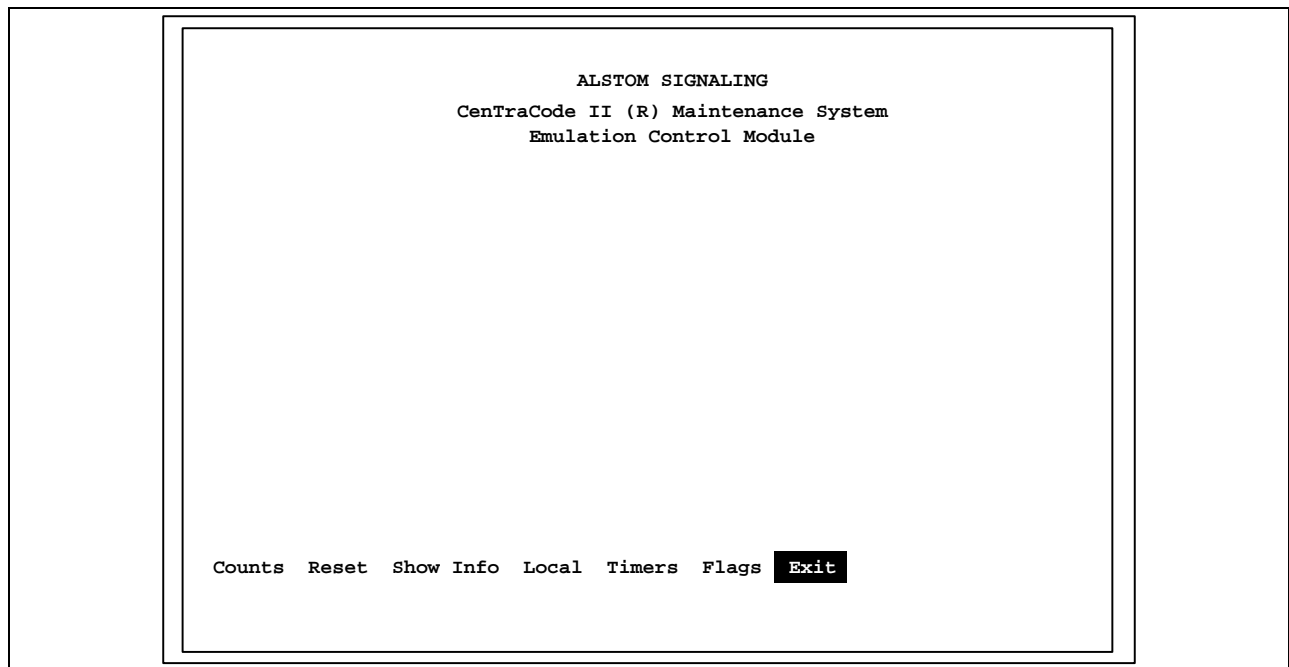 ALSTOM SIGNALING
CenTraCode II (R) Maintenance System
Emulation Control Module
Counts Reset Show Info Local Timers Flags Exit